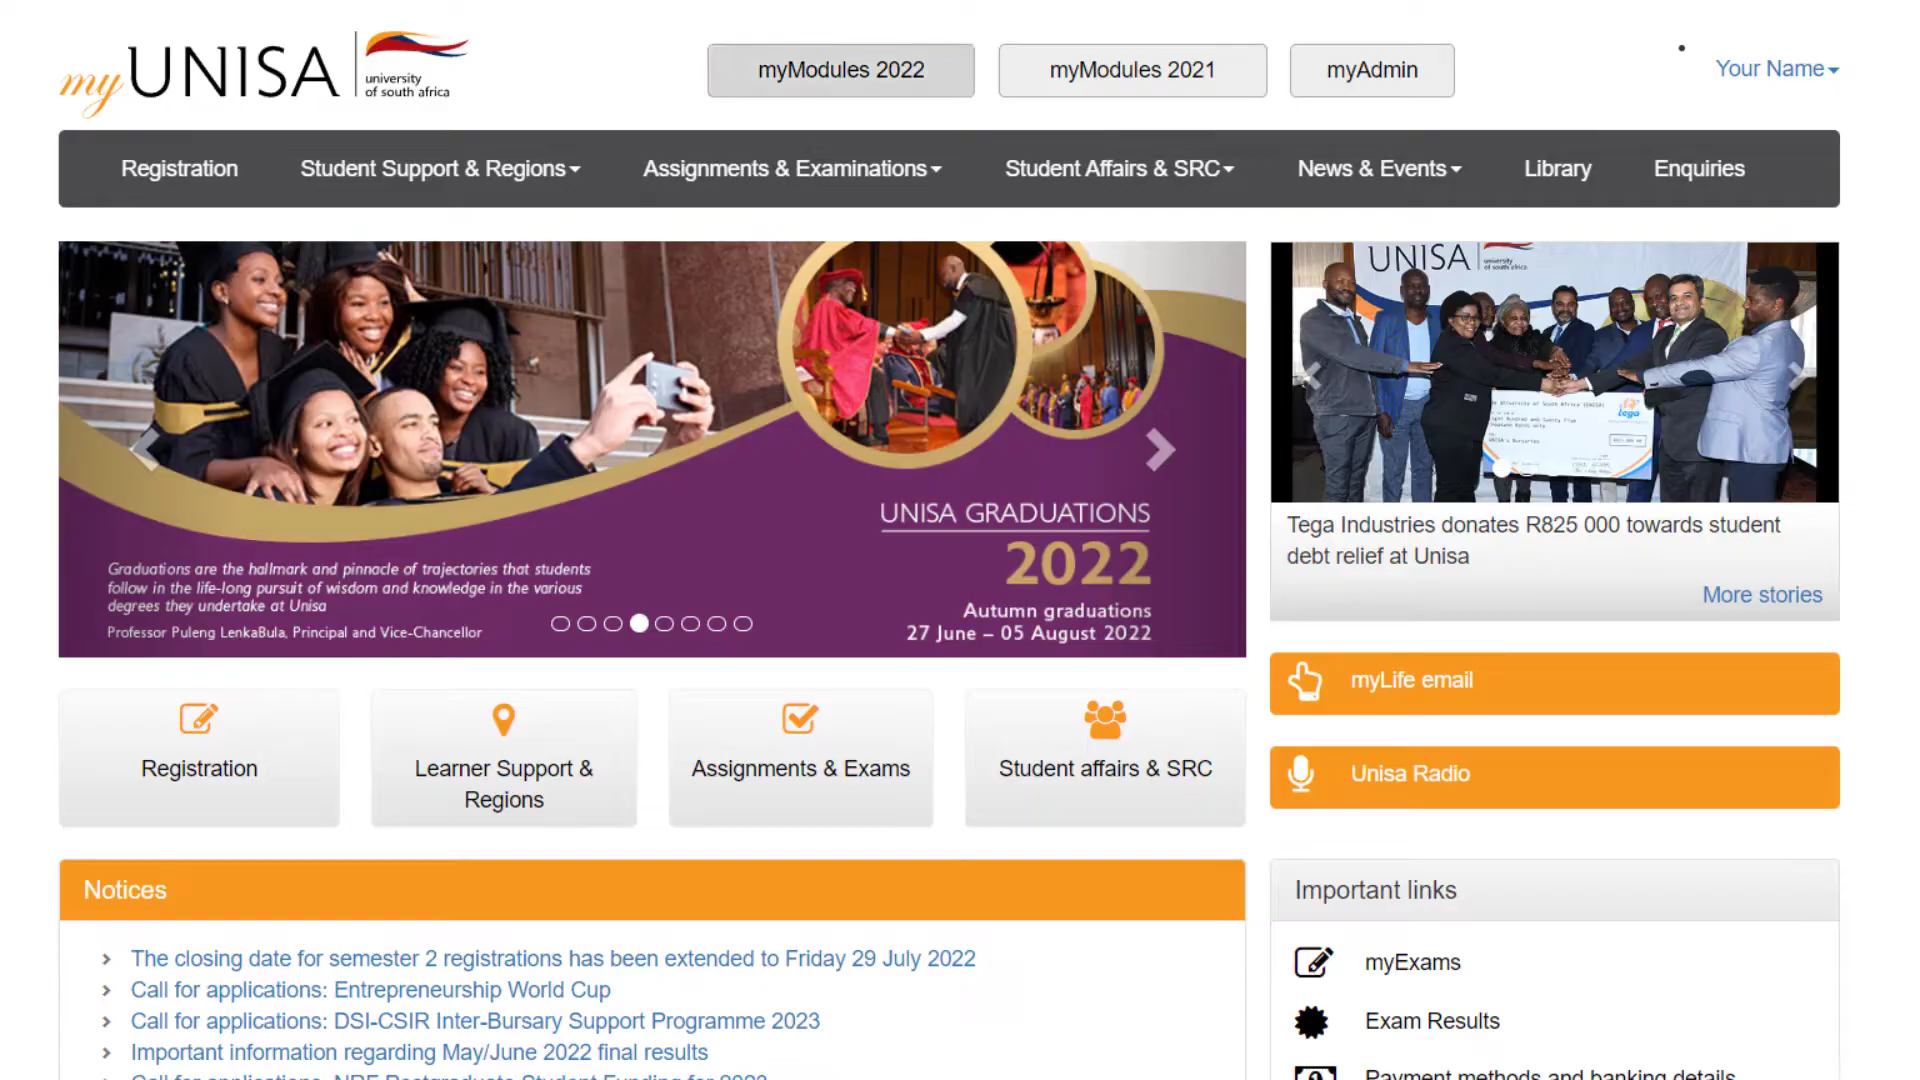 myUNISA
university
of south africa
myModules 2022
myModules 2021
myAdmin
Your Name
Registration
Student Support & Regions
Assignments & Examinations
Student Affairs & SRC
News & Events
Library
Enquiries
UNISA GRADUATIONS
2022
Autumn graduations
27 June – 05 August 2022
Graduations are the hallmark and pinnacle of trajectories that students
follow in the life-long pursuit of wisdom and knowledge in the various
degrees they undertake at Unisa
Professor Puleng LenkaBula, Principal and Vice-Chancellor
UNISA
university
of south africa
tega
Tega Industries donates R825 000 towards student
debt relief at Unisa
More stories
myLife email
Unisa Radio
Registration
Learner Support &
Regions
Assignments & Exams
Student affairs & SRC
Notices
The closing date for semester 2 registrations has been extended to Friday 29 July 2022
Call for applications: Entrepreneurship World Cup
Call for applications: DSI-CSIR Inter-Bursary Support Programme 2023
Important information regarding May/June 2022 final results
Call for applications: NRF Postgraduate Student Funding for 2023
Important links
myExams
Exam Results
Payment methods and banking details